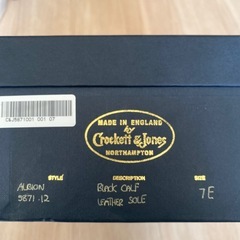 C&J5871001 001 07
MADE IN ENGLAND
by
Crockett & Jones
NORTHAMPTON
STYLE
DESCRIPTION
SIZE
ALBION
BLACK CALF
7E
5871.12
LEATHER SOLE